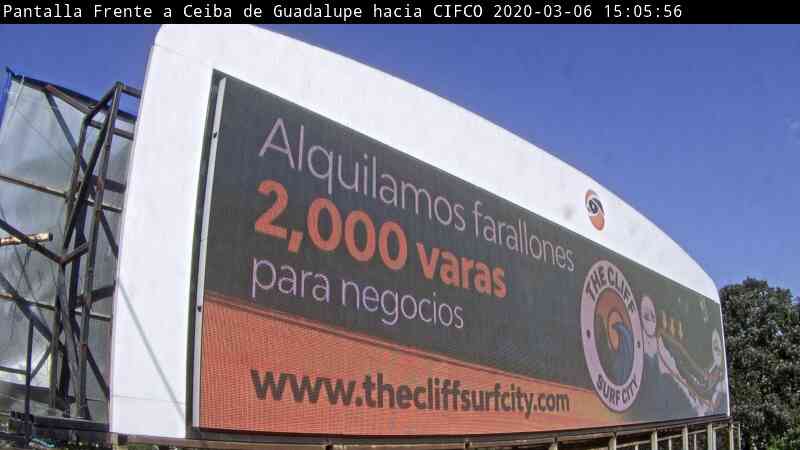 Pantalla Frente a Ceiba de Guadalupe hacia CIFCO 2020-03-06 15:05:56
Alquilamos farallones
2,000 varas
para negocios
THE CLIFF
SURF CITY
www.thecliffsurfcity.com